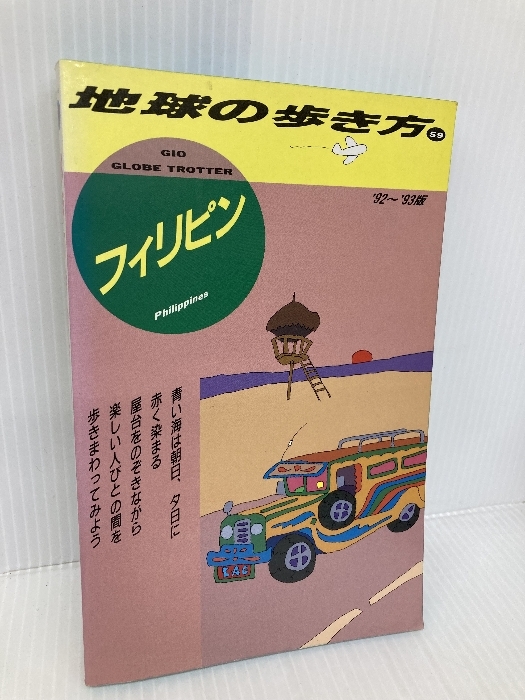 地球の歩き方 59
GIO
GLOBE TROTTER
'92〜'93版
フィリピン
Philippines
青い海は朝日、夕日に
赤く染まる
屋台をのぞきながら
楽しい人びとの間を
歩きまわってみよう